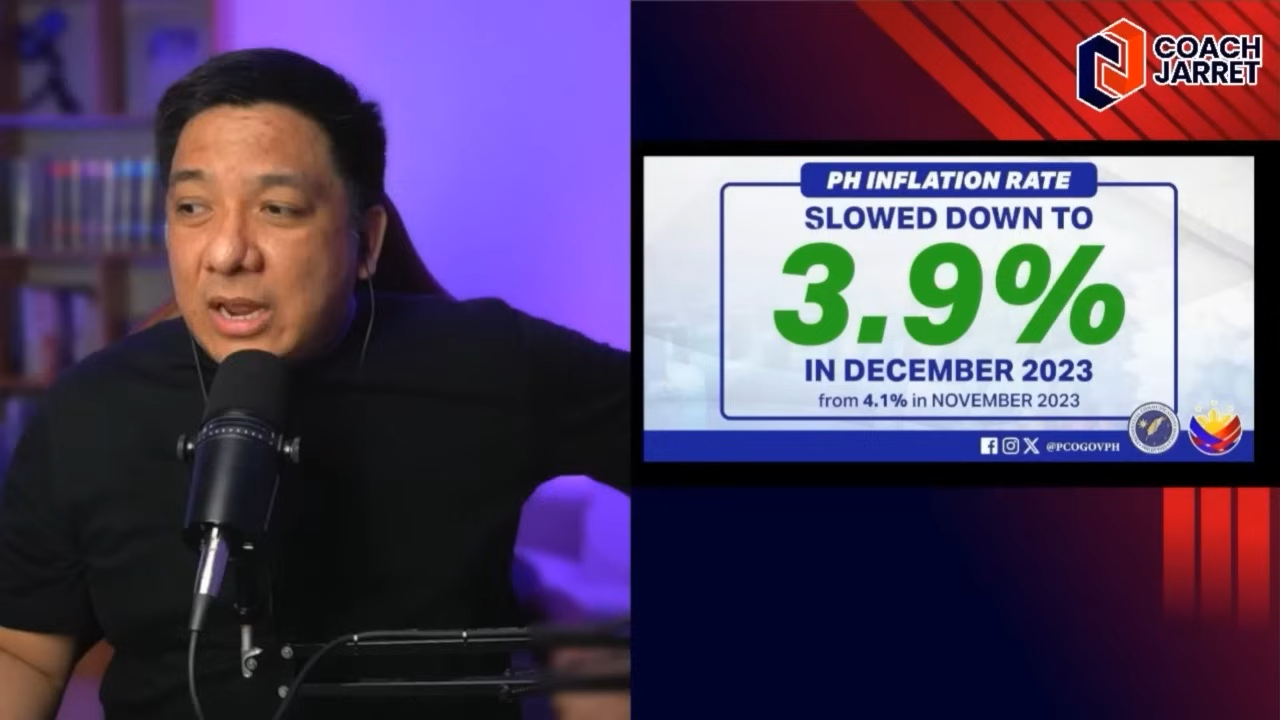 COACH
JARRET
PH INFLATION RATE
SLOWED DOWN TO
3.9%
IN DECEMBER 2023
from 4.1% in NOVEMBER 2023
@PCOGOVPH